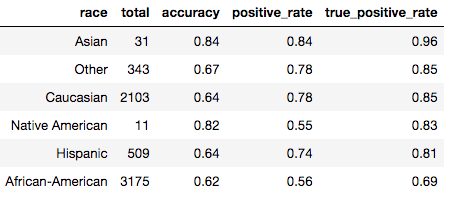 race total accuracy positive_rate true_positive_rate
Asian 31 0.84 0.84 0.96
Other 343 0.67 0.78 0.85
Caucasian 2103 0.64 0.78 0.85
Native American 11 0.82 0.55 0.83
Hispanic 509 0.64 0.74 0.81
African-American 3175 0.62 0.56 0.69